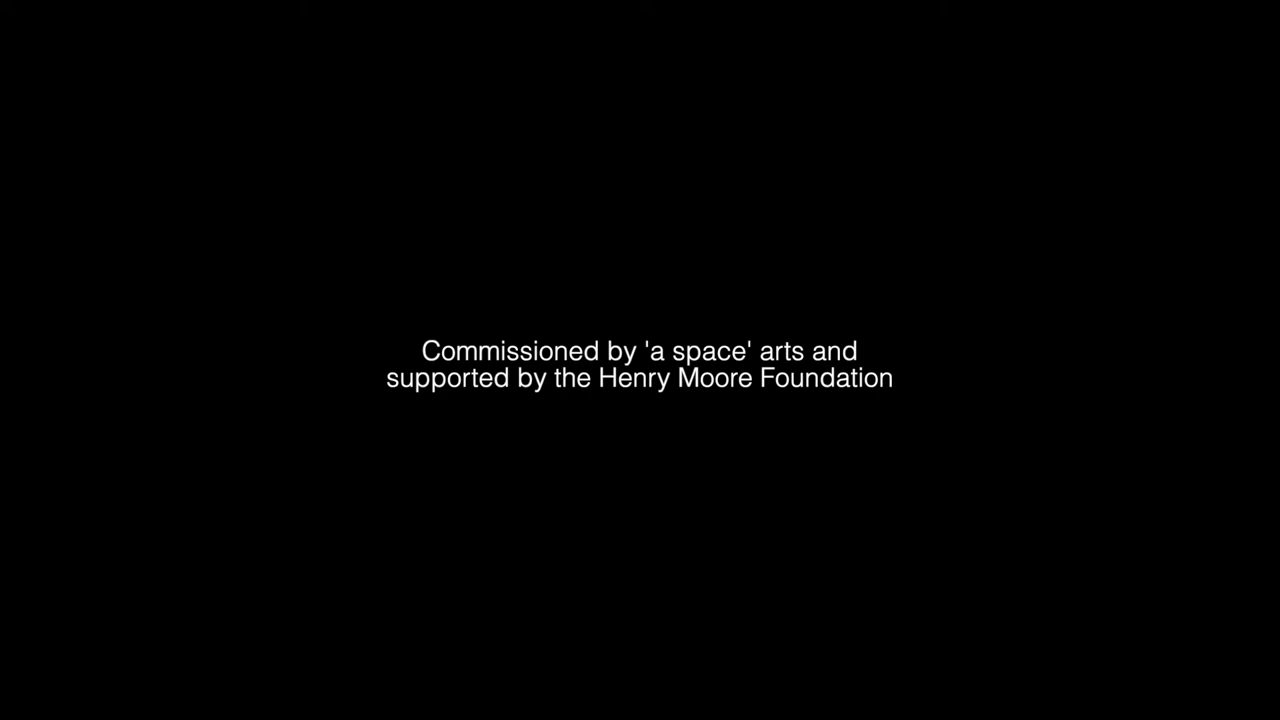 Commissioned by 'a space' arts and
supported by the Henry Moore Foundation